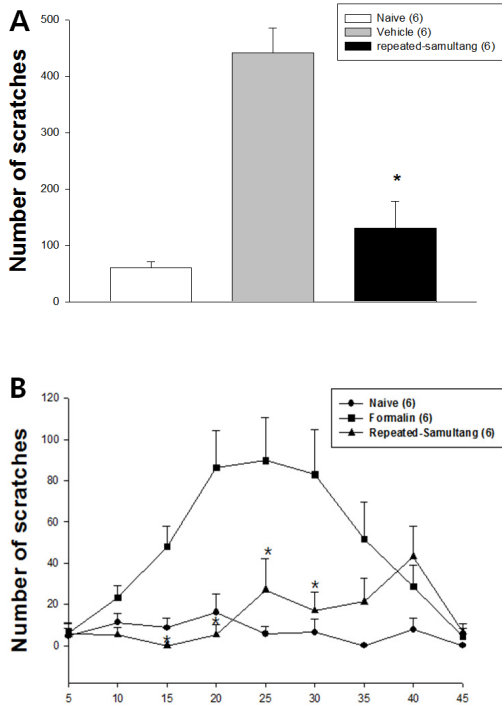 A
Naive (6)
Vehicle (6)
repeated-samultang (6)
Number of scratches
500
400
300
200
100
0
*
B
Naive (6)
Formalin (6)
Repeated-Samultang (6)
Number of scratches
120
100
80
60
40
20
0
* * * *
5 10 15 20 25 30 35 40 45